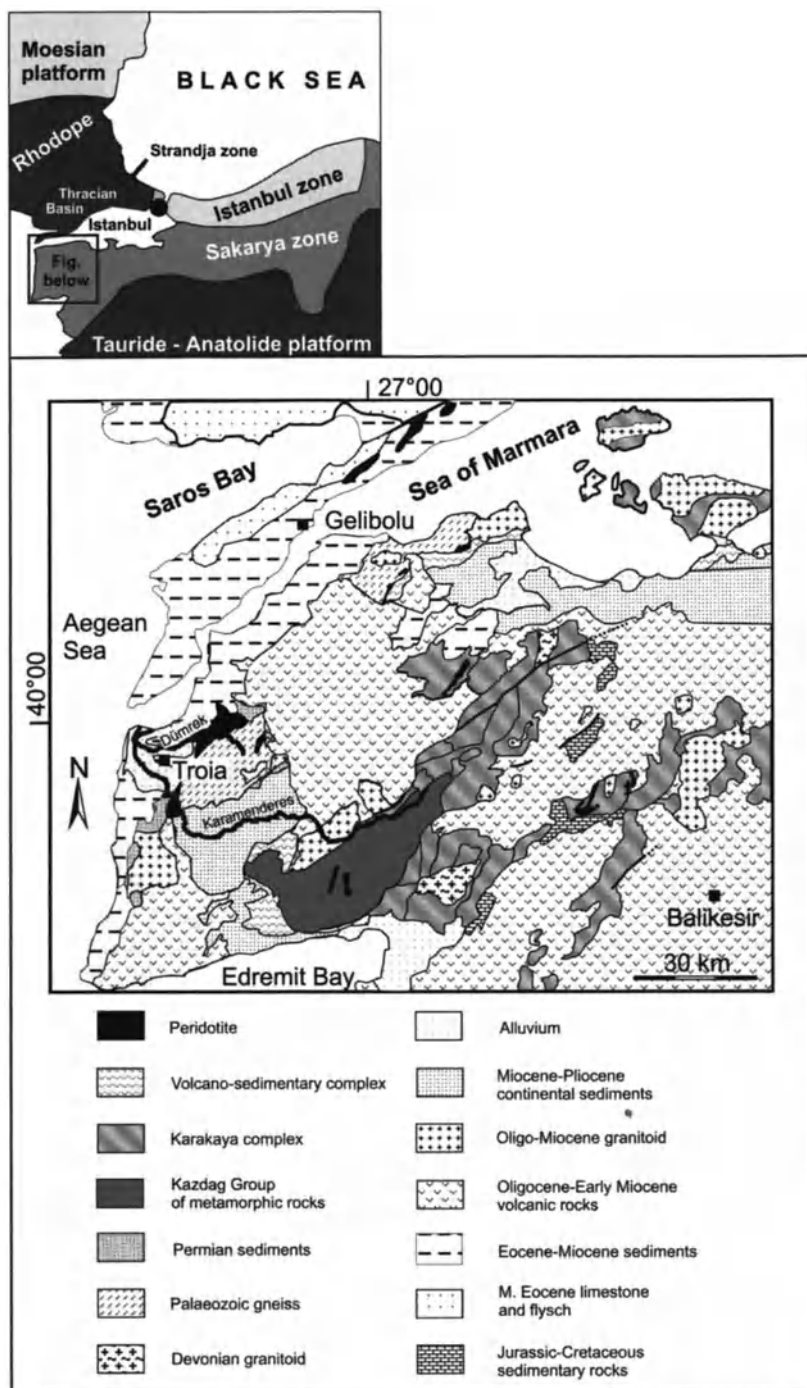 Moesian
platform
BLACK SEA
Rhodope
Strandja zone
Thracian
Basin
Istanbul
Istanbul zone
Sakarya zone
Fig.
below
Tauride - Anatolide platform
27°00
Saros Bay
Sea of Marmara
Gelibolu
Aegean
Sea
40°00
Dümrek
N
Troia
Karamenderes
Balikesir
Edremit Bay
30 km
Peridotite
Volcano-sedimentary complex
Karakaya complex
Kazdag Group
of metamorphic rocks
Permian sediments
Palaeozoic gneiss
Devonian granitoid
Alluvium
Miocene-Pliocene
continental sediments
Oligo-Miocene granitoid
Oligocene-Early Miocene
volcanic rocks
Eocene-Miocene sediments
M. Eocene limestone
and flysch
Jurassic-Cretaceous
sedimentary rocks